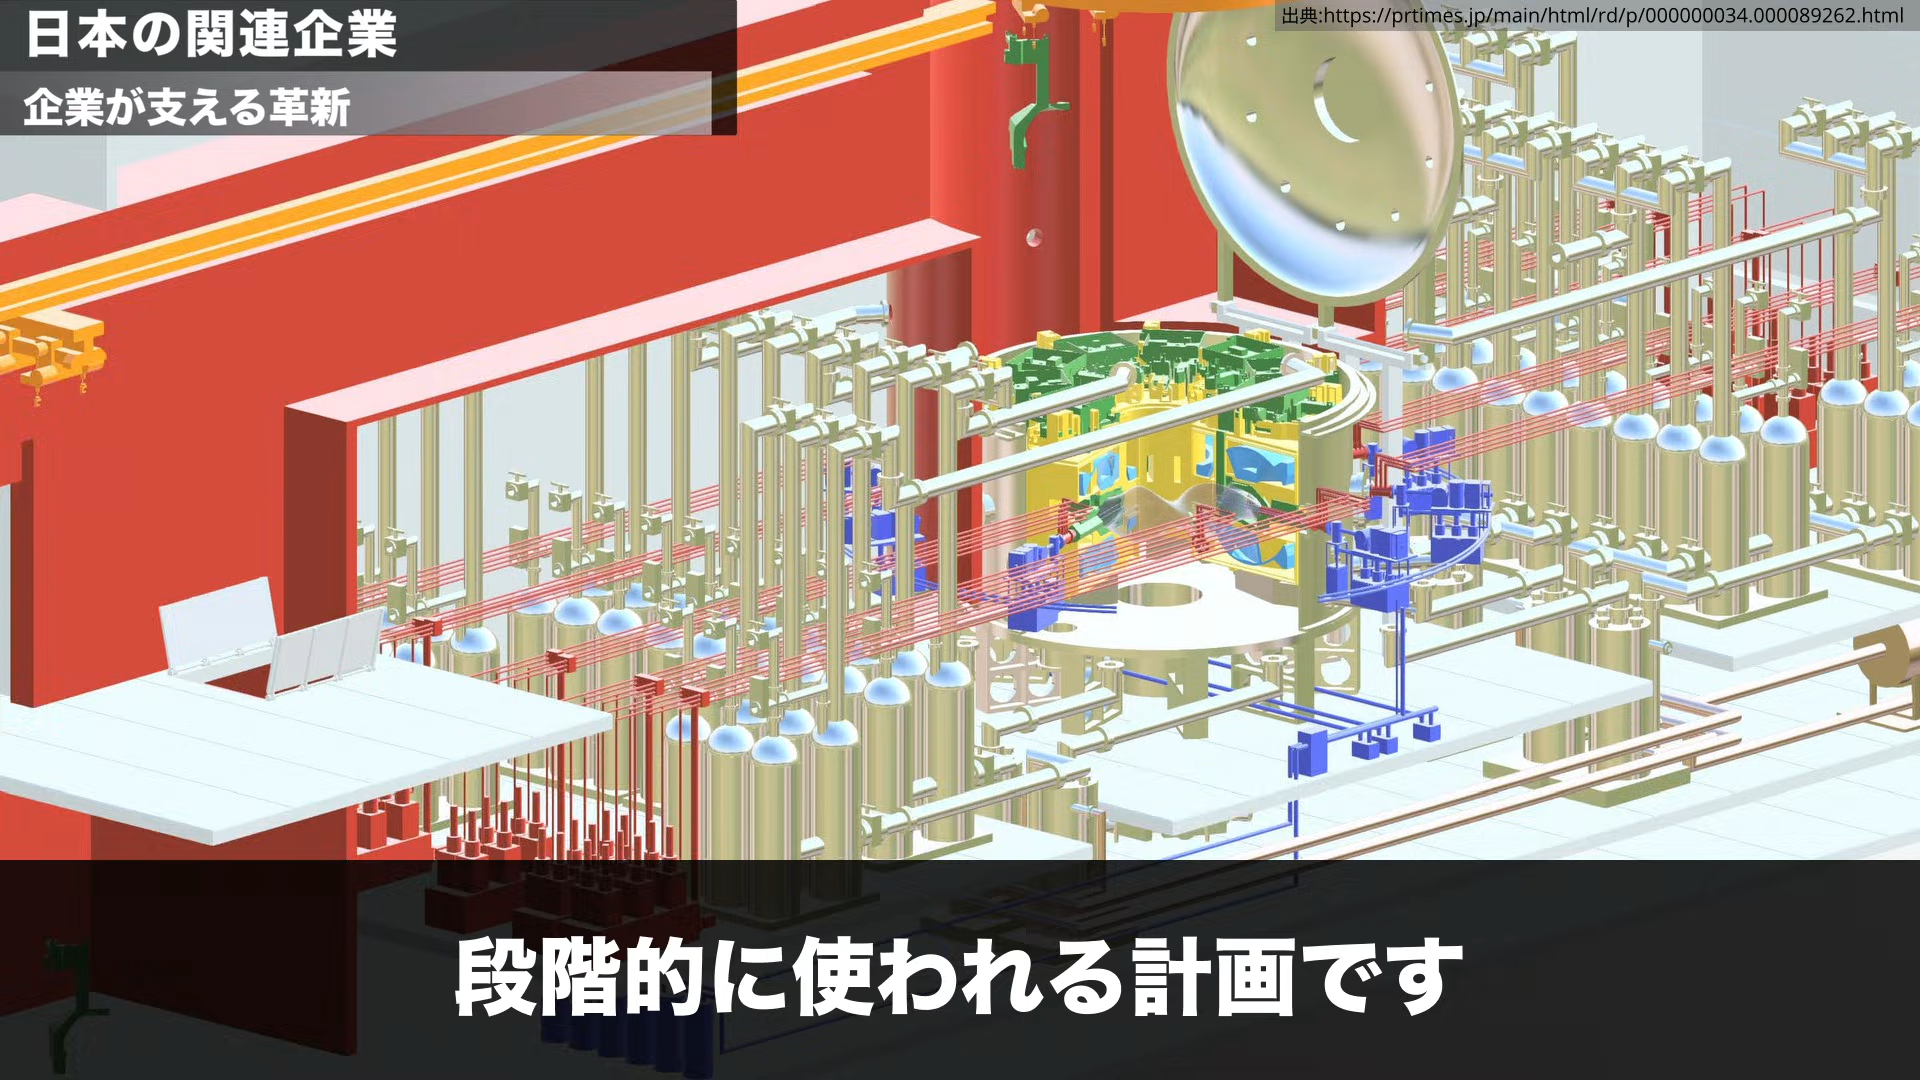 日本の関連企業
企業が支える革新
出典:https://prtimes.jp/main/html/rd/p/000000034.000089262.html
段階的に使われる計画です